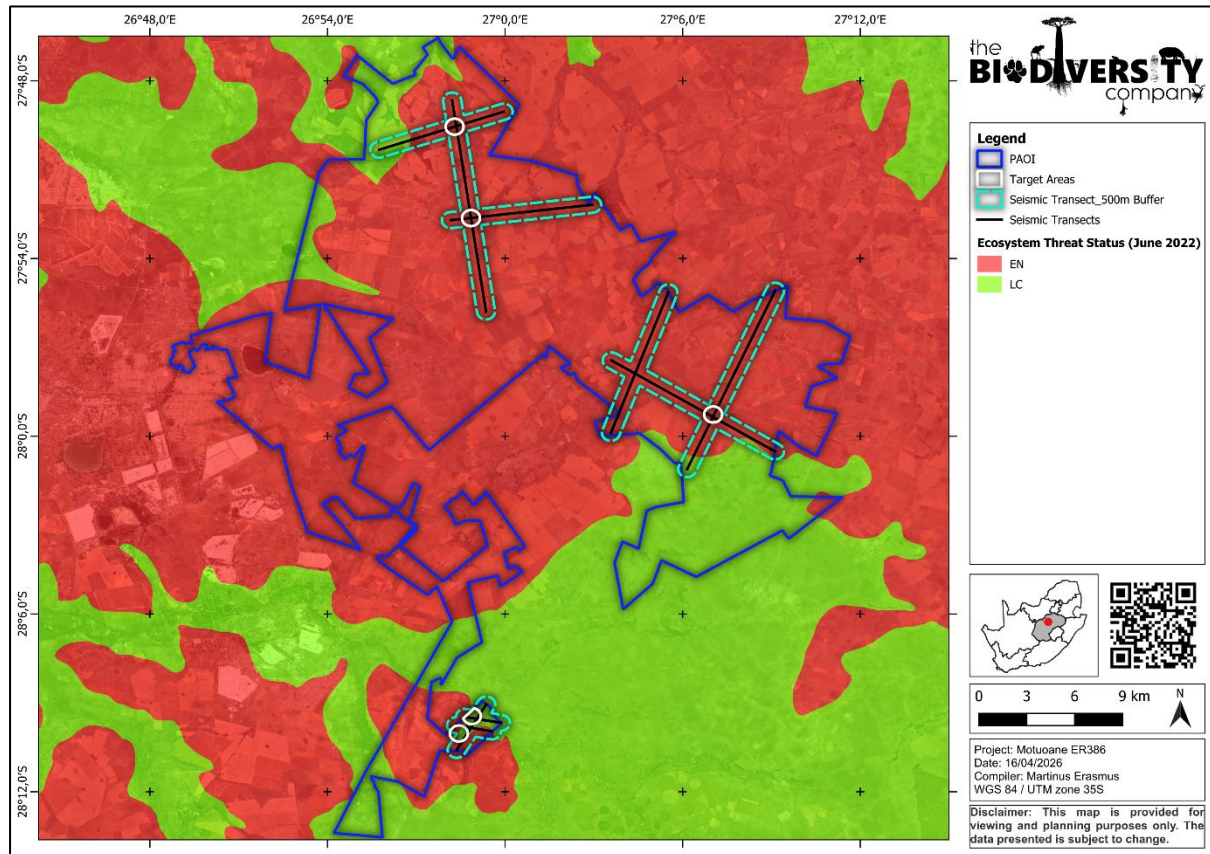 26°48,0'E 26°54,0'E 27°0,0'E 27°6,0'E 27°12,0'E
27°48,0'S
27°54,0'S
28°0,0'S
28°6,0'S
28°12,0'S
the
BIODIVERSITY
company
Legend
PAOI
Target Areas
Seismic Transect_500m Buffer
Seismic Transects
Ecosystem Threat Status (June 2022)
EN
LC
0 3 6 9 km
N
Project: Motuoane ER386
Date: 16/04/2026
Compiler: Martinus Erasmus
WGS 84 / UTM zone 35S
Disclaimer: This map is provided for
viewing and planning purposes only. The
data presented is subject to change.